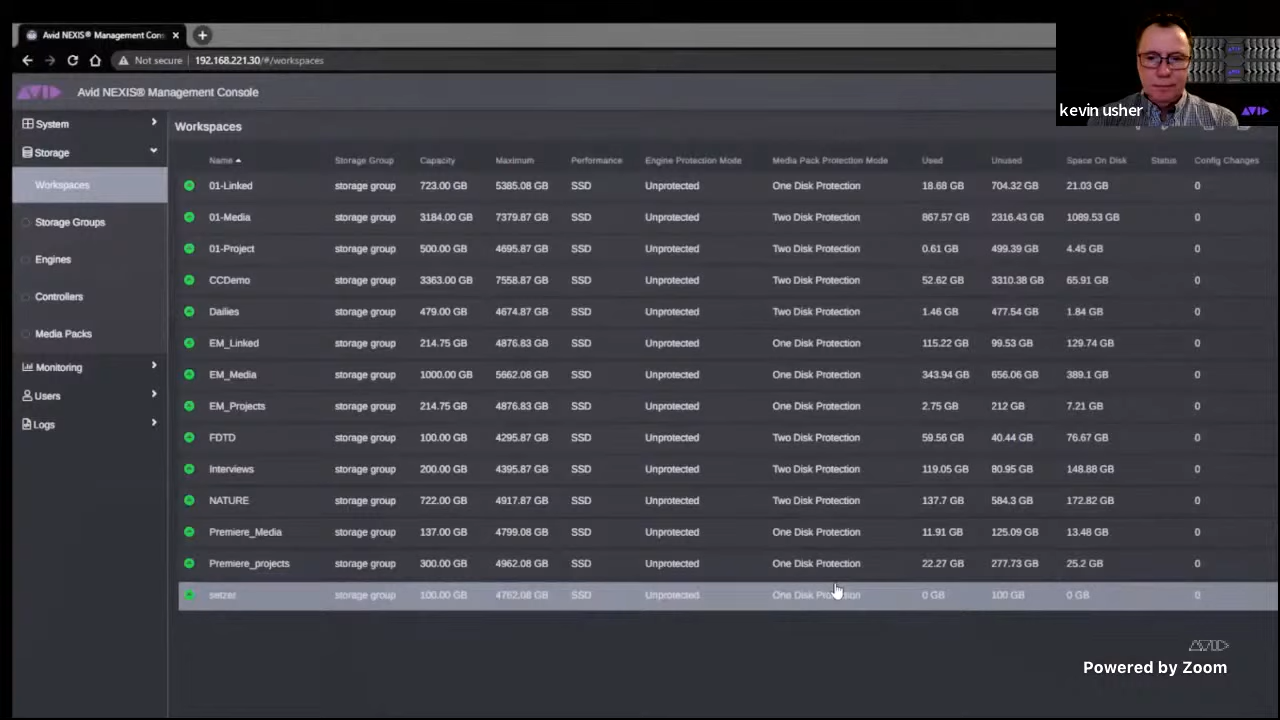 Avid NEXIS® Management Con
Not secure 192.168.221.30/#/workspaces
kevin usher
AVID
AVID Avid NEXIS® Management Console
System
Storage
Workspaces
Storage Groups
Engines
Controllers
Media Packs
Monitoring
Users
Logs
Workspaces
Name Storage Group Capacity Maximum Performance Engine Protection Mode Media Pack Protection Mode Used Unused Space On Disk Status Config Changes
01-Linked storage group 723.00 GB 5385.08 GB SSD Unprotected One Disk Protection 18.68 GB 704.32 GB 21.03 GB 0
01-Media storage group 3184.00 GB 7379.87 GB SSD Unprotected Two Disk Protection 867.57 GB 2316.43 GB 1089.53 GB 0
01-Project storage group 500.00 GB 4695.87 GB SSD Unprotected Two Disk Protection 0.61 GB 499.39 GB 4.45 GB 0
CCDemo storage group 3363.00 GB 7558.87 GB SSD Unprotected Two Disk Protection 52.62 GB 3310.38 GB 65.91 GB 0
Dailies storage group 479.00 GB 4674.87 GB SSD Unprotected Two Disk Protection 1.46 GB 477.54 GB 1.84 GB 0
EM_Linked storage group 214.75 GB 4876.83 GB SSD Unprotected One Disk Protection 115.22 GB 99.53 GB 129.74 GB 0
EM_Media storage group 1000.00 GB 5662.08 GB SSD Unprotected One Disk Protection 343.94 GB 656.06 GB 389.1 GB 0
EM_Projects storage group 214.75 GB 4876.83 GB SSD Unprotected One Disk Protection 2.75 GB 212 GB 7.21 GB 0
FDTD storage group 100.00 GB 4295.87 GB SSD Unprotected Two Disk Protection 59.56 GB 40.44 GB 76.67 GB 0
Interviews storage group 200.00 GB 4395.87 GB SSD Unprotected Two Disk Protection 119.05 GB 80.95 GB 148.88 GB 0
NATURE storage group 722.00 GB 4917.87 GB SSD Unprotected Two Disk Protection 137.7 GB 584.3 GB 172.82 GB 0
Premiere_Media storage group 137.00 GB 4799.08 GB SSD Unprotected One Disk Protection 11.91 GB 125.09 GB 13.48 GB 0
Premiere_projects storage group 300.00 GB 4962.08 GB SSD Unprotected One Disk Protection 22.27 GB 277.73 GB 25.2 GB 0
setzer storage group 100.00 GB 4762.08 GB SSD Unprotected One Disk Protection 0 GB 100 GB 0 GB 0
AVID
Powered by Zoom